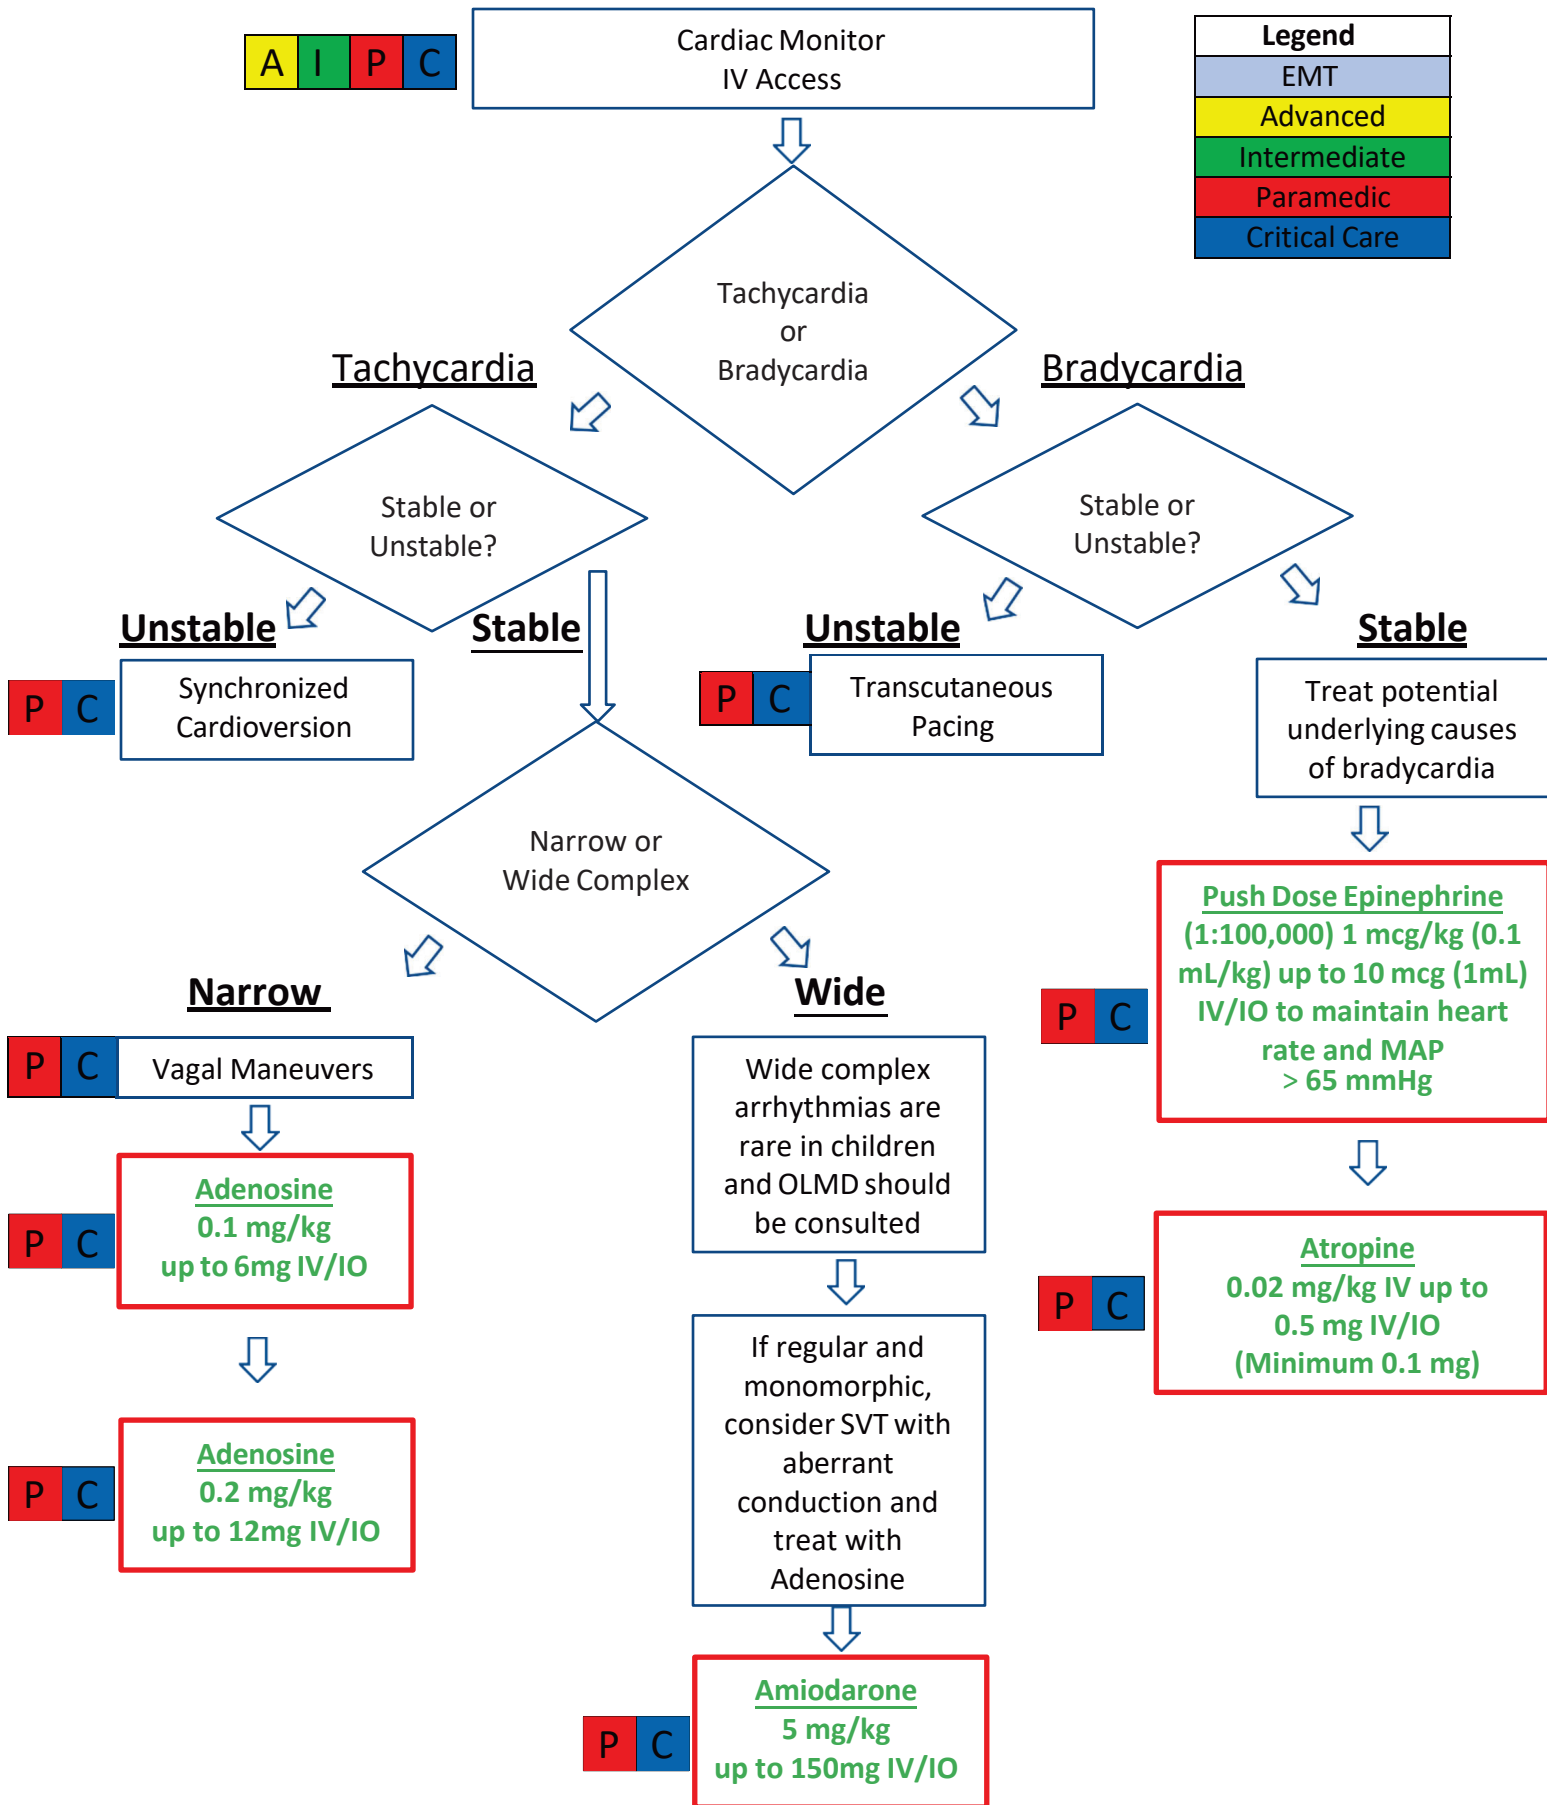 A I P C
Cardiac Monitor
IV Access
Legend
EMT
Advanced
Intermediate
Paramedic
Critical Care
Tachycardia
or
Bradycardia
Tachycardia
Bradycardia
Stable or
Unstable?
Stable or
Unstable?
Unstable
Stable
Unstable
Stable
P C
Synchronized
Cardioversion
P C
Transcutaneous
Pacing
Treat potential
underlying causes
of bradycardia
Narrow or
Wide Complex
Narrow
Wide
P C
Vagal Maneuvers
P C
Adenosine
0.1 mg/kg
up to 6mg IV/IO
P C
Adenosine
0.2 mg/kg
up to 12mg IV/IO
Wide complex
arrhythmias are
rare in children
and OLMD should
be consulted
If regular and
monomorphic,
consider SVT with
aberrant
conduction and
treat with
Adenosine
P C
Amiodarone
5 mg/kg
up to 150mg IV/IO
P C
Push Dose Epinephrine
(1:100,000) 1 mcg/kg (0.1
mL/kg) up to 10 mcg (1mL)
IV/IO to maintain heart
rate and MAP
> 65 mmHg
P C
Atropine
0.02 mg/kg IV up to
0.5 mg IV/IO
(Minimum 0.1 mg)